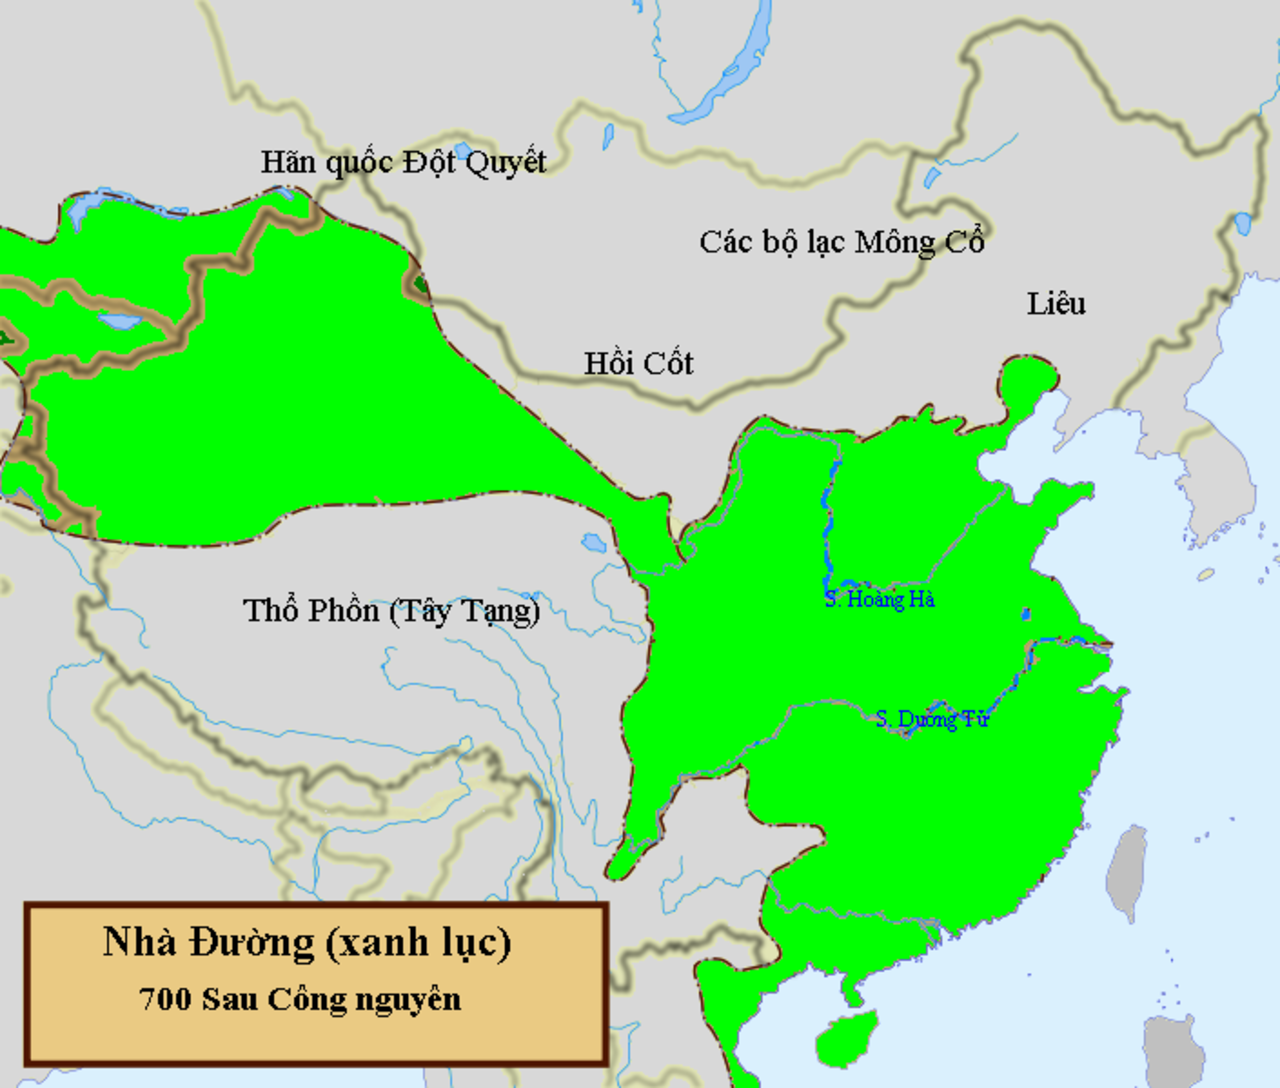 Hãn quốc Đột Quyết
Các bộ lạc Mông Cổ
Liêu
Hồi Cốt
S. Hoàng Hà
Thổ Phồn (Tây Tạng)
S. Dương Tử
Nhà Đường (xanh lục)
700 Sau Công nguyên